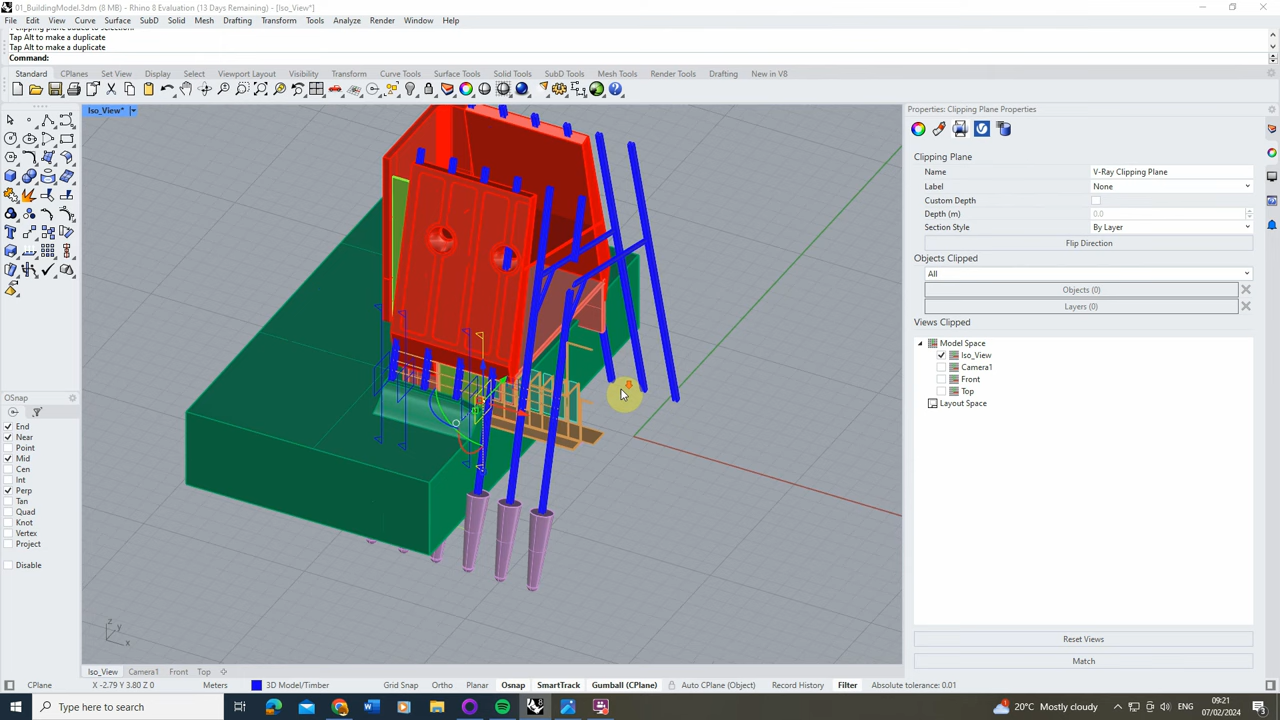 01_BuildingModel.3dm (8 MB) - Rhino 8 Evaluation (13 Days Remaining) - [Iso_View*]
File Edit View Curve Surface SubD Solid Mesh Drafting Transform Tools Analyze Render Window Help
Tap Alt to make a duplicate
Tap Alt to make a duplicate
Command:
Standard CPlanes Set View Display Select Viewport Layout Visibility Transform Curve Tools Surface Tools Solid Tools SubD Tools Mesh Tools Render Tools Drafting New in V8
Iso_View*
Properties: Clipping Plane Properties
Clipping Plane
Name V-Ray Clipping Plane
Label None
Custom Depth
Depth (m) 0.0
Section Style By Layer
Flip Direction
Objects Clipped
All
Objects (0)
Layers (0)
Views Clipped
Model Space
Iso_View
Camera1
Front
Top
Layout Space
Reset Views
Match
OSnap
End
Near
Point
Mid
Cen
Int
Perp
Tan
Quad
Knot
Vertex
Project
Disable
z y x
Iso_View Camera1 Front Top
CPlane X -2.79 Y 3.80 Z 0 Meters 3D Model/Timber Grid Snap Ortho Planar Osnap SmartTrack Gumball (CPlane) Auto CPlane (Object) Record History Filter Absolute tolerance: 0.01
Type here to search
20°C Mostly cloudy
09:21
07/02/2024